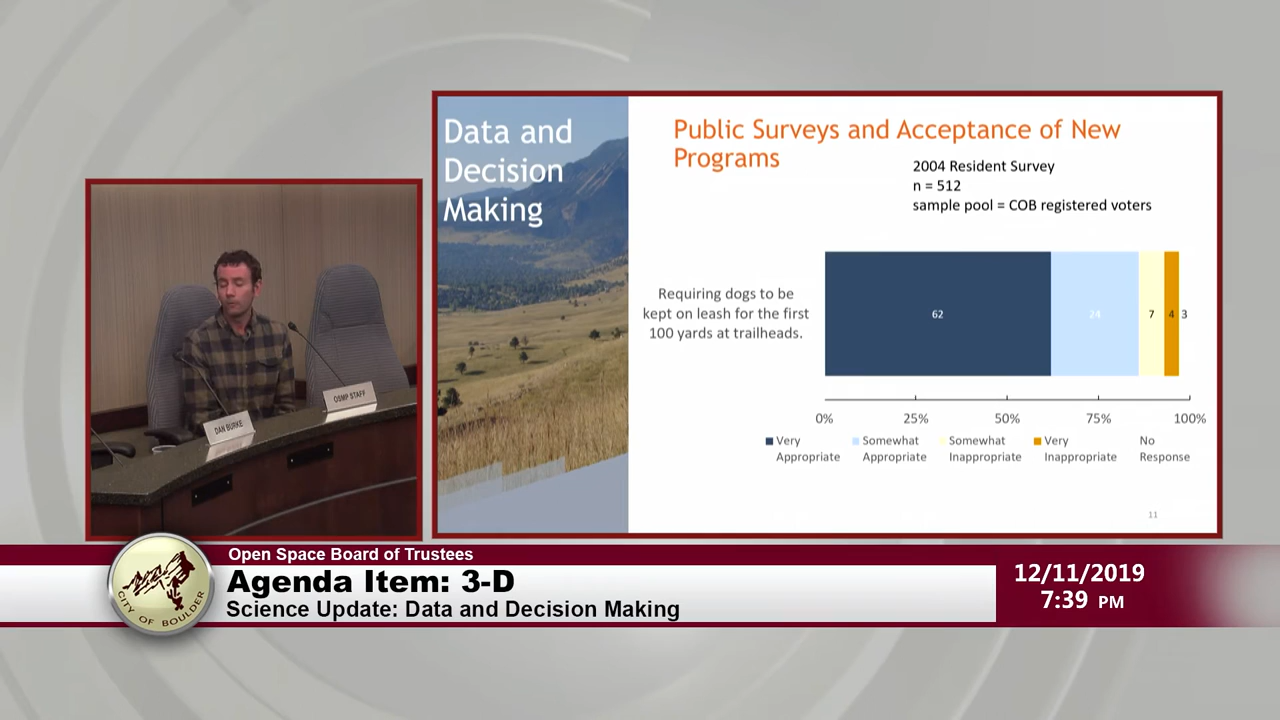 Data and
Decision
Making
Public Surveys and Acceptance of New
Programs
2004 Resident Survey
n = 512
sample pool = COB registered voters
Requiring dogs to be
kept on leash for the first
100 yards at trailheads.
62
24
7
4
3
0%
25%
50%
75%
100%
Very
Appropriate
Somewhat
Appropriate
Somewhat
Inappropriate
Very
Inappropriate
No
Response
11
DAN BURKE
OSMP STAFF
Open Space Board of Trustees
Agenda Item: 3-D
Science Update: Data and Decision Making
CITY OF BOULDER
12/11/2019
7:39 PM